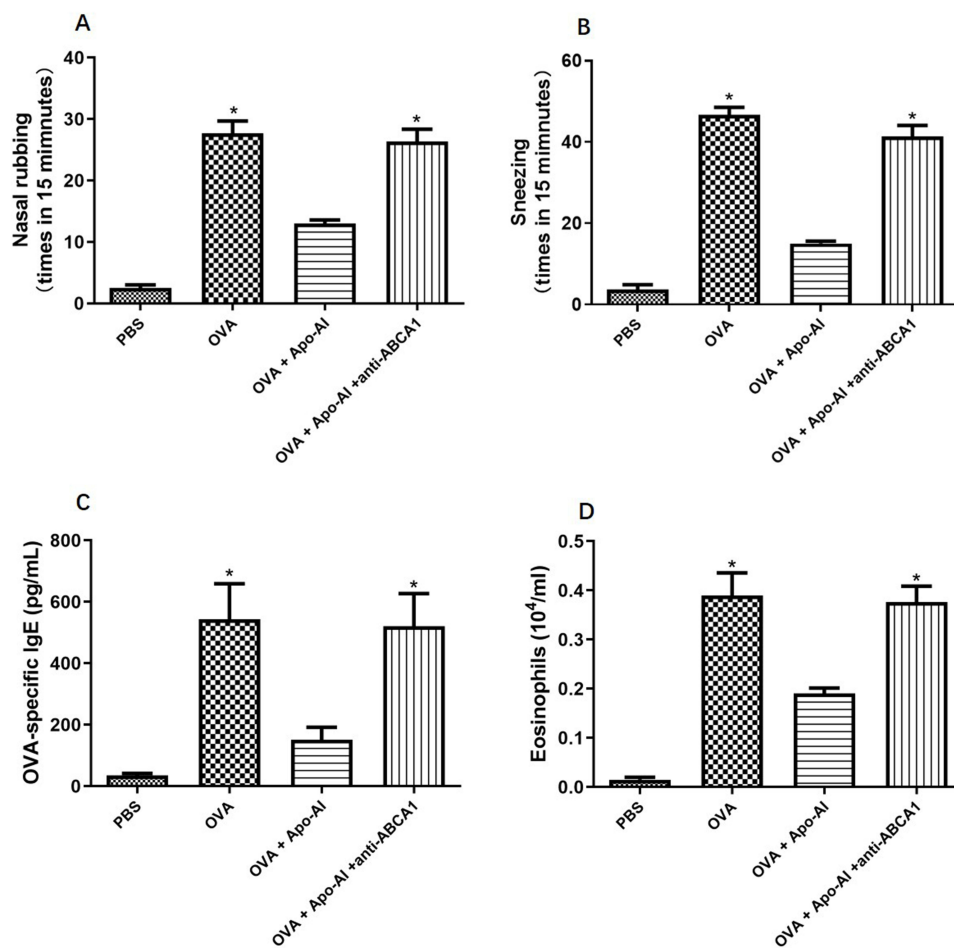 A
Nasal rubbing
(times in 15 mimnutes)
40
30
20
10
0
*
*
PBS
OVA
OVA + Apo-AI
OVA + Apo-AI +anti-ABCA1
B
Sneezing
(times in 15 mimnutes)
60
40
20
0
*
*
PBS
OVA
OVA + Apo-AI
OVA + Apo-AI +anti-ABCA1
C
OVA-specific IgE (pg/mL)
800
600
400
200
0
*
*
PBS
OVA
OVA + Apo-AI
OVA + Apo-AI +anti-ABCA1
D
Eosinophils (10⁴/ml)
0.5
0.4
0.3
0.2
0.1
0.0
*
*
PBS
OVA
OVA + Apo-AI
OVA + Apo-AI +anti-ABCA1